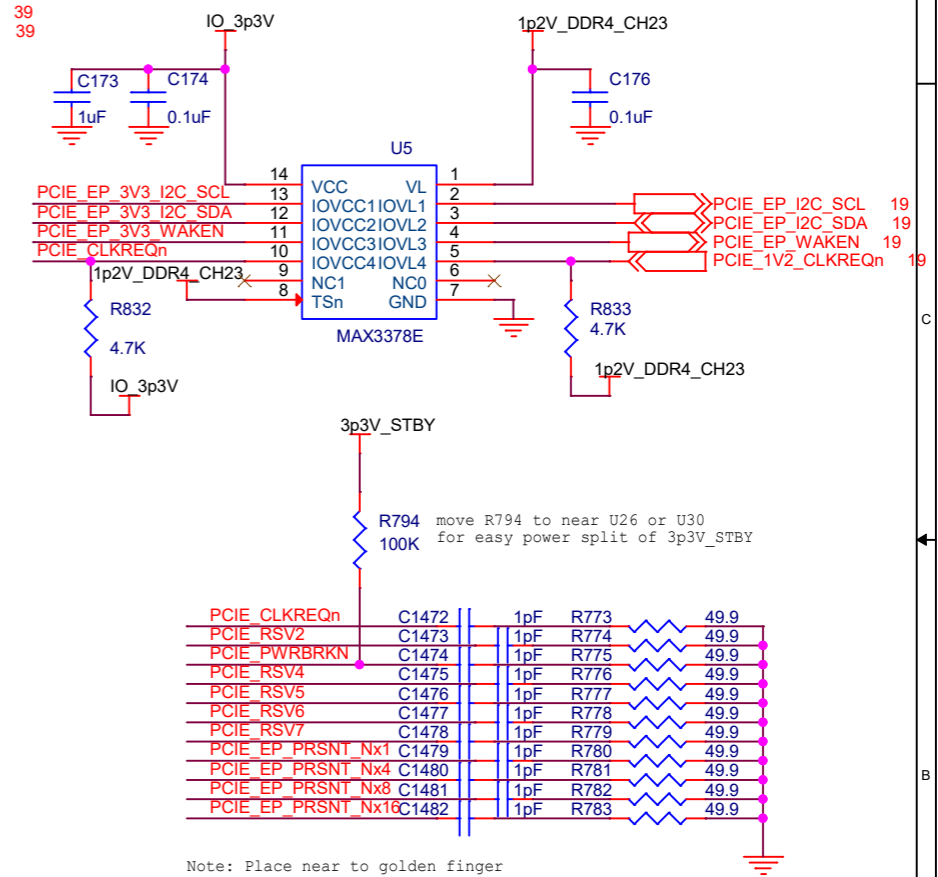 39
39
IO_3p3V
1p2V_DDR4_CH23
C173
C174
C176
1uF
0.1uF
0.1uF
U5
14
1
VCC
VL
PCIE_EP_3V3_I2C_SCL
13
2
IOVCC1
IOVL1
PCIE_EP_I2C_SCL 19
PCIE_EP_3V3_I2C_SDA
12
3
IOVCC2
IOVL2
PCIE_EP_I2C_SDA 19
PCIE_EP_3V3_WAKEN
11
4
IOVCC3
IOVL3
PCIE_EP_WAKEN 19
PCIE_CLKREQn
10
5
IOVCC4
IOVL4
PCIE_1V2_CLKREQn 19
1p2V_DDR4_CH23
9
6
NC1
NC0
8
7
TSn
GND
R832
4.7K
MAX3378E
R833
4.7K
C
IO_3p3V
1p2V_DDR4_CH23
3p3V_STBY
R794
100K
move R794 to near U26 or U30
for easy power split of 3p3V_STBY
PCIE_CLKREQn C1472 1pF R773 49.9
PCIE_RSV2 C1473 1pF R774 49.9
PCIE_PWRBRKN C1474 1pF R775 49.9
PCIE_RSV4 C1475 1pF R776 49.9
PCIE_RSV5 C1476 1pF R777 49.9
PCIE_RSV6 C1477 1pF R778 49.9
PCIE_RSV7 C1478 1pF R779 49.9
PCIE_EP_PRSNT_Nx1 C1479 1pF R780 49.9
PCIE_EP_PRSNT_Nx4 C1480 1pF R781 49.9
PCIE_EP_PRSNT_Nx8 C1481 1pF R782 49.9
PCIE_EP_PRSNT_Nx16 C1482 1pF R783 49.9
B
Note: Place near to golden finger